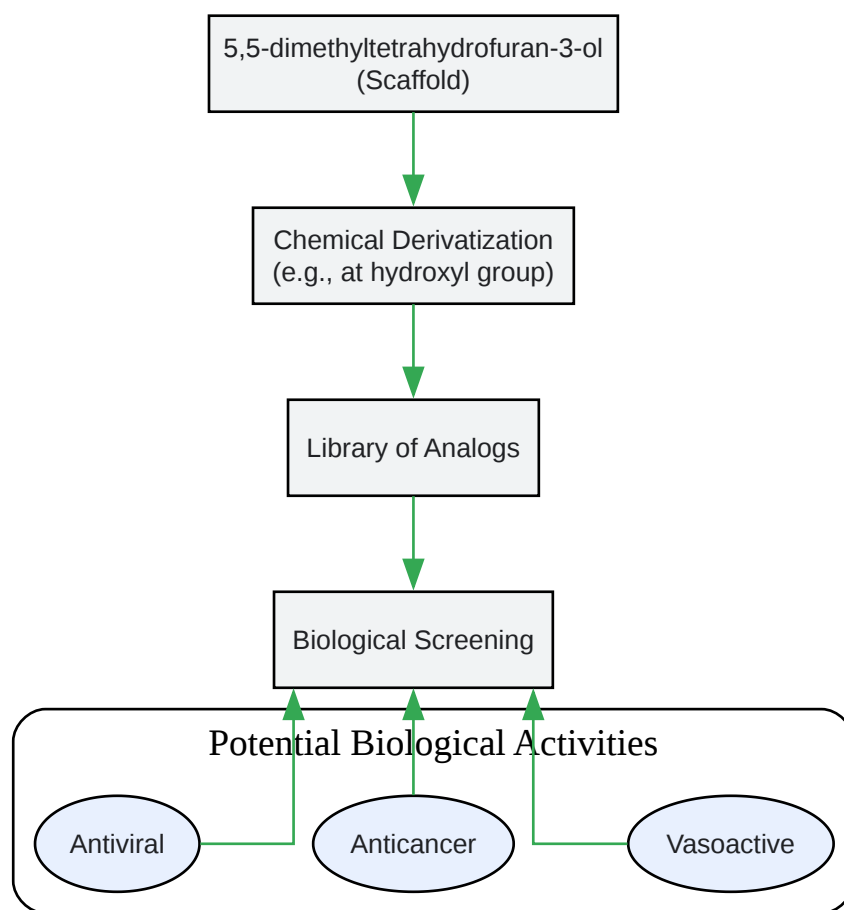 5,5-dimethyltetrahydrofuran-3-ol
(Scaffold)
Chemical Derivatization
(e.g., at hydroxyl group)
Library of Analogs
Biological Screening
Potential Biological Activities
Antiviral
Anticancer
Vasoactive